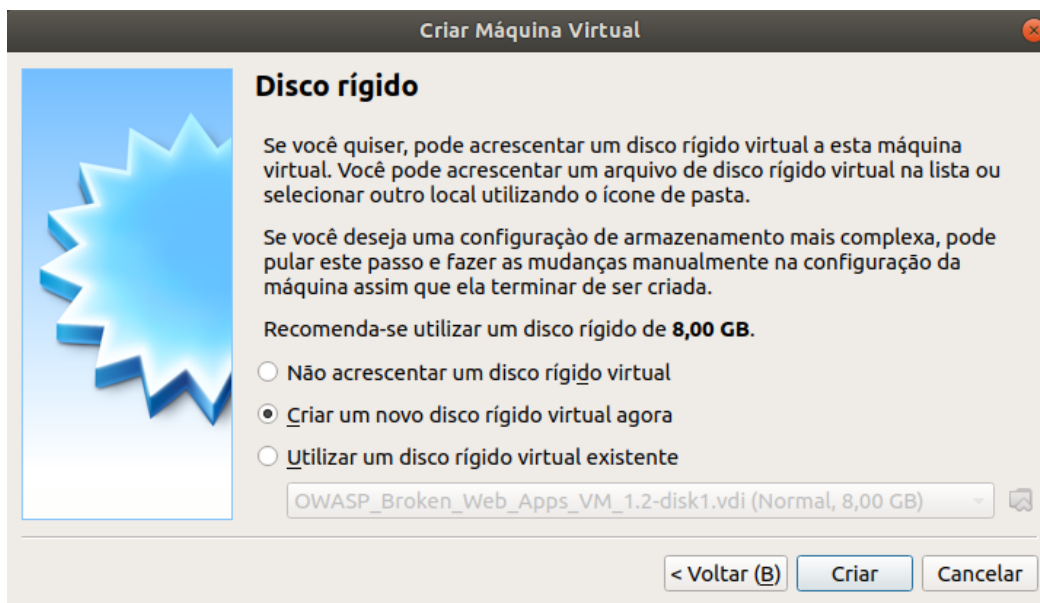 Criar Máquina Virtual
Disco rígido
Se você quiser, pode acrescentar um disco rígido virtual a esta máquina
virtual. Você pode acrescentar um arquivo de disco rígido virtual na lista ou
selecionar outro local utilizando o ícone de pasta.
Se você deseja uma configuraçào de armazenamento mais complexa, pode
pular este passo e fazer as mudanças manualmente na configuração da
máquina assim que ela terminar de ser criada.
Recomenda-se utilizar um disco rígido de 8,00 GB.
Não acrescentar um disco rígido virtual
Criar um novo disco rígido virtual agora
Utilizar um disco rígido virtual existente
OWASP_Broken_Web_Apps_VM_1.2-disk1.vdi (Normal, 8,00 GB)
< Voltar (B) Criar Cancelar